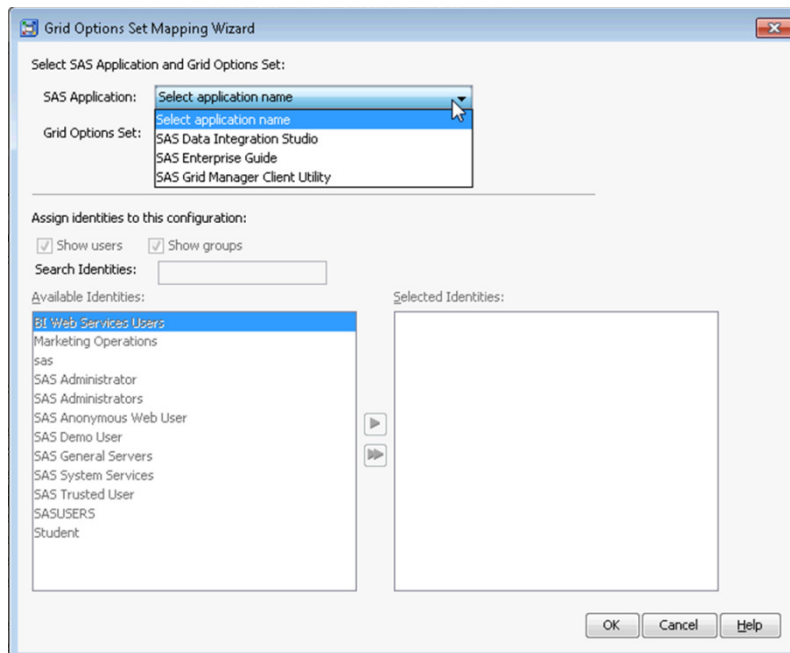 Grid Options Set Mapping Wizard
Select SAS Application and Grid Options Set:
SAS Application: Select application name
Select application name
Grid Options Set: SAS Data Integration Studio
SAS Enterprise Guide
SAS Grid Manager Client Utility
Assign identities to this configuration:
Show users Show groups
Search Identities:
Available Identities: Selected Identities:
BI Web Services Users
Marketing Operations
sas
SAS Administrator
SAS Administrators
SAS Anonymous Web User
SAS Demo User
SAS General Servers
SAS System Services
SAS Trusted User
SASUSERS
Student
OK Cancel Help